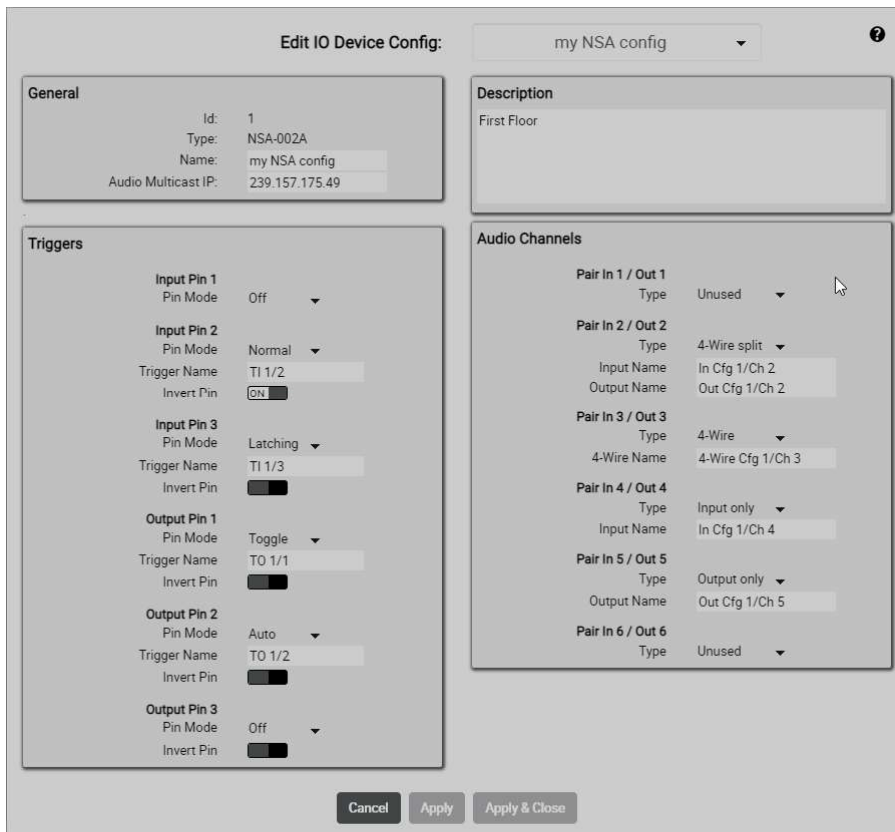 Edit IO Device Config: my NSA config
General
Id: 1
Type: NSA-002A
Name: my NSA config
Audio Multicast IP: 239.157.175.49
Description
First Floor
Triggers
Input Pin 1
Pin Mode Off
Input Pin 2
Pin Mode Normal
Trigger Name TI 1/2
Invert Pin ON
Input Pin 3
Pin Mode Latching
Trigger Name TI 1/3
Invert Pin
Output Pin 1
Pin Mode Toggle
Trigger Name TO 1/1
Invert Pin
Output Pin 2
Pin Mode Auto
Trigger Name TO 1/2
Invert Pin
Output Pin 3
Pin Mode Off
Invert Pin
Audio Channels
Pair In 1 / Out 1
Type Unused
Pair In 2 / Out 2
Type 4-Wire split
Input Name In Cfg 1/Ch 2
Output Name Out Cfg 1/Ch 2
Pair In 3 / Out 3
Type 4-Wire
4-Wire Name 4-Wire Cfg 1/Ch 3
Pair In 4 / Out 4
Type Input only
Input Name In Cfg 1/Ch 4
Pair In 5 / Out 5
Type Output only
Output Name Out Cfg 1/Ch 5
Pair In 6 / Out 6
Type Unused
Cancel Apply Apply & Close